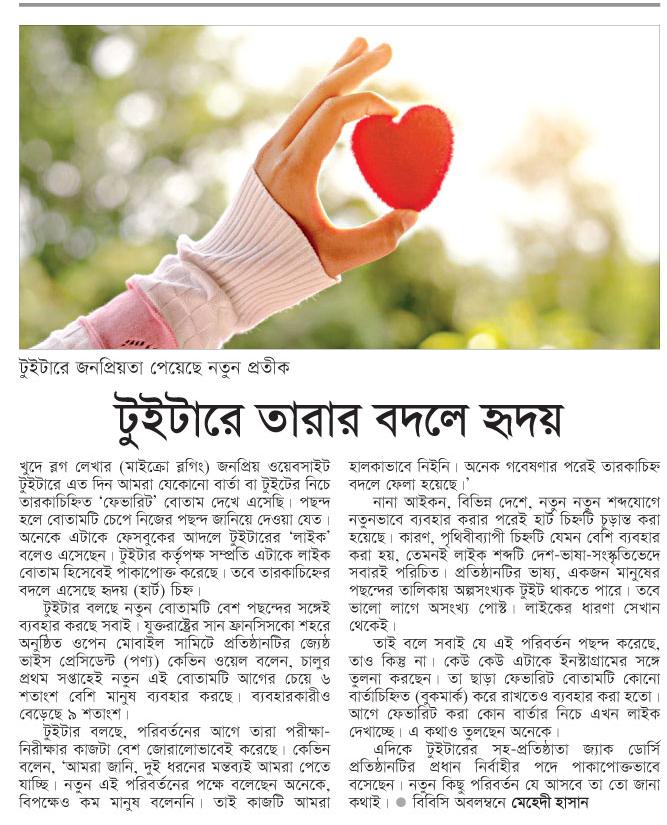 টুইটারে জনপ্রিয়তা পেয়েছে নতুন প্রতীক
টুইটারে তারার বদলে হৃদয়
খুদে ব্লগ লেখার (মাইক্রো ব্লগিং) জনপ্রিয় ওয়েবসাইট
টুইটারে এত দিন আমরা যেকোনো বার্তা বা টুইটের নিচে
তারকাচিহ্নিত ‘ফেভারিট’ বোতাম দেখে এসেছি। পছন্দ
হলে বোতামটি চেপে নিজের পছন্দ জানিয়ে দেওয়া যেত।
অনেকে এটাকে ফেসবুকের আদলে টুইটারের ‘লাইক’
বলেও এসেছেন। টুইটার কর্তৃপক্ষ সম্প্রতি এটাকে লাইক
বোতাম হিসেবেই পাকাপোক্ত করেছে। তবে তারকাচিহ্নের
বদলে এসেছে হৃদয় (হার্ট) চিহ্ন।
টুইটার বলছে নতুন বোতামটি বেশ পছন্দের সঙ্গেই
ব্যবহার করছে সবাই। যুক্তরাষ্ট্রের সান ফ্রানসিসকো শহরে
অনুষ্ঠিত ওপেন মোবাইল সামিটে প্রতিষ্ঠানটির জ্যেষ্ঠ
ভাইস প্রেসিডেন্ট (পণ্য) কেভিন ওয়েল বলেন, চালুর
প্রথম সপ্তাহেই নতুন এই বোতামটি আগের চেয়ে ৬
শতাংশ বেশি মানুষ ব্যবহার করছে। ব্যবহারকারীও
বেড়েছে ৯ শতাংশ।
টুইটার বলছে, পরিবর্তনের আগে তারা পরীক্ষা-
নিরীক্ষার কাজটা বেশ জোরালোভাবেই করেছে। কেভিন
বলেন, ‘আমরা জানি, দুই ধরনের মন্তব্যই আমরা পেতে
যাচ্ছি। নতুন এই পরিবর্তনের পক্ষে বলেছেন অনেকে,
বিপক্ষেও কম মানুষ বলেননি। তাই কাজটি আমরা
হালকাভাবে নিইনি। অনেক গবেষণার পরেই তারকাচিহ্ন
বদলে ফেলা হয়েছে।’
নানা আইকন, বিভিন্ন দেশে, নতুন নতুন শব্দযোগে
নতুনভাবে ব্যবহার করার পরেই হার্ট চিহ্নটি চূড়ান্ত করা
হয়েছে। কারণ, পৃথিবীব্যাপী চিহ্নটি যেমন বেশি ব্যবহার
করা হয়, তেমনই লাইক শব্দটি দেশ-ভাষা-সংস্কৃতিভেদে
সবারই পরিচিত। প্রতিষ্ঠানটির ভাষ্য, একজন মানুষের
পছন্দের তালিকায় অল্পসংখ্যক টুইট থাকতে পারে। তবে
ভালো লাগে অসংখ্য পোস্ট। লাইকের ধারণা সেখান
থেকেই।
তাই বলে সবাই যে এই পরিবর্তন পছন্দ করেছে,
তাও কিন্তু না। কেউ কেউ এটাকে ইনস্টাগ্রামের সঙ্গে
তুলনা করছেন। তা ছাড়া ফেভারিট বোতামটি কোনো
বার্তাচিহ্নিত (বুকমার্ক) করে রাখতেও ব্যবহার করা হতো।
আগে ফেভারিট করা কোন বার্তার নিচে এখন লাইক
দেখাচ্ছে। এ কথাও তুলছেন অনেকে।
এদিকে টুইটারের সহ-প্রতিষ্ঠাতা জ্যাক ডোর্সি
প্রতিষ্ঠানটির প্রধান নির্বাহীর পদে পাকাপোক্তভাবে
বসেছেন। নতুন কিছু পরিবর্তন যে আসবে তা তো জানা
কথাই। ● বিবিসি অবলম্বনে মেহেদী হাসান